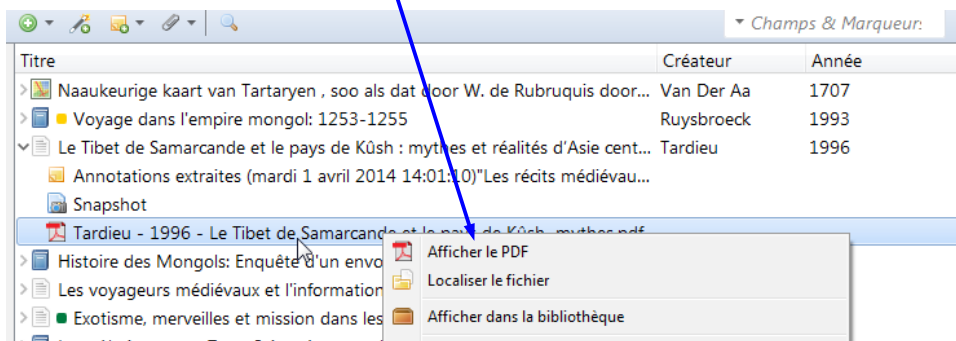 Champs & Marqueur:
Titre Créateur Année
Naaukeurige kaart van Tartaryen , soo als dat door W. de Rubruquis door... Van Der Aa 1707
Voyage dans l'empire mongol: 1253-1255 Ruysbroeck 1993
Le Tibet de Samarcande et le pays de Kûsh : mythes et réalités d'Asie cent... Tardieu 1996
Annotations extraites (mardi 1 avril 2014 14:01:10)"Les récits médiévau...
Snapshot
Tardieu - 1996 - Le Tibet de Samarcande et le pays de Kûsh mythes.pdf
Afficher le PDF
Histoire des Mongols: Enquête d'un envo
Localiser le fichier
Les voyageurs médiévaux et l'information
Exotisme, merveilles et mission dans les
Afficher dans la bibliothèque